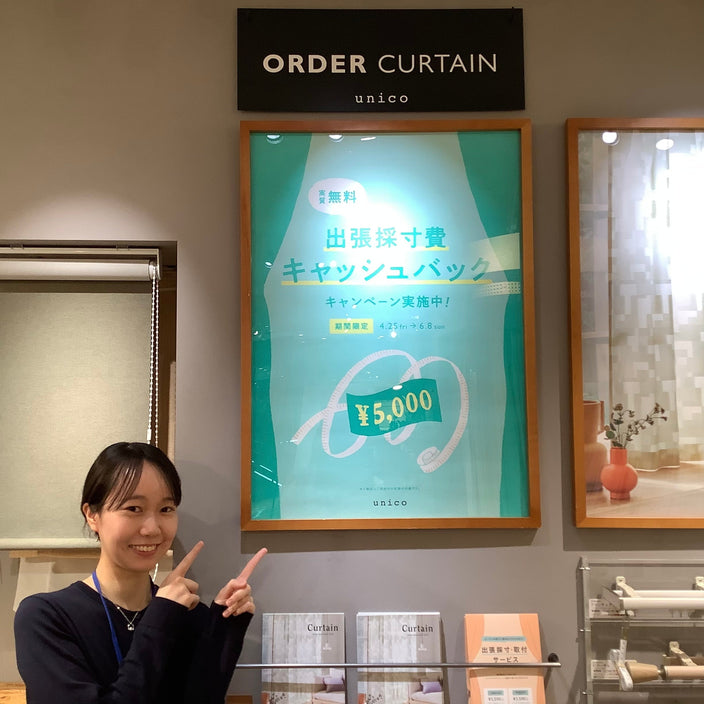 ORDER CURTAIN
unico
実質 無料
出張採寸費
キャッシュバック
キャンペーン実施中!
期間限定 4.25 fri → 6.8 sun
¥5,000
unico
Curtain
Curtain
出張採寸・取付
サービス